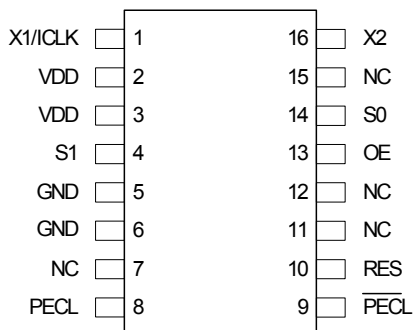 X1/ICLK 1 16 X2
VDD 2 15 NC
VDD 3 14 S0
S1 4 13 OE
GND 5 12 NC
GND 6 11 NC
NC 7 10 RES
PECL 8 9 P̅E̅C̅L̅